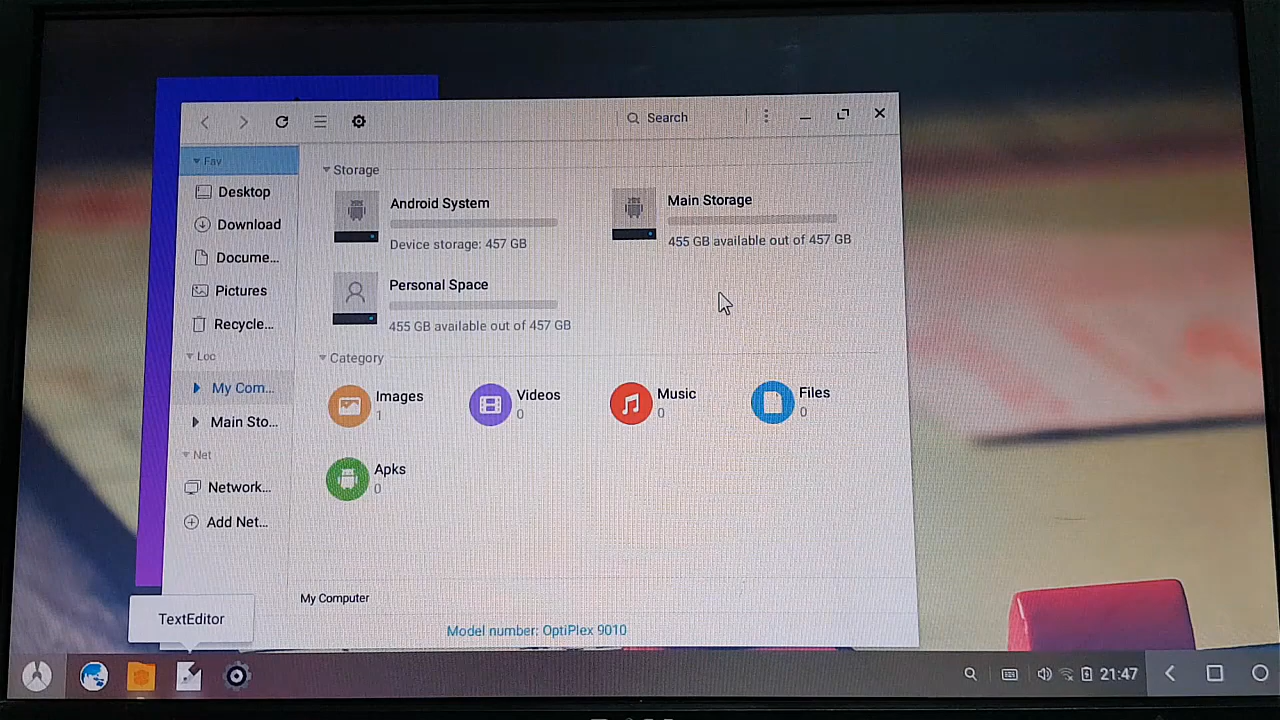 Search
Fav
Desktop
Download
Docume...
Pictures
Recycle...
Loc
My Com...
Main Sto...
Net
Network...
Add Net...
Storage
Android System
Device storage: 457 GB
Main Storage
455 GB available out of 457 GB
Personal Space
455 GB available out of 457 GB
Category
Images
1
Videos
0
Music
0
Files
0
Apks
0
My Computer
Model number: OptiPlex 9010
TextEditor
21:47